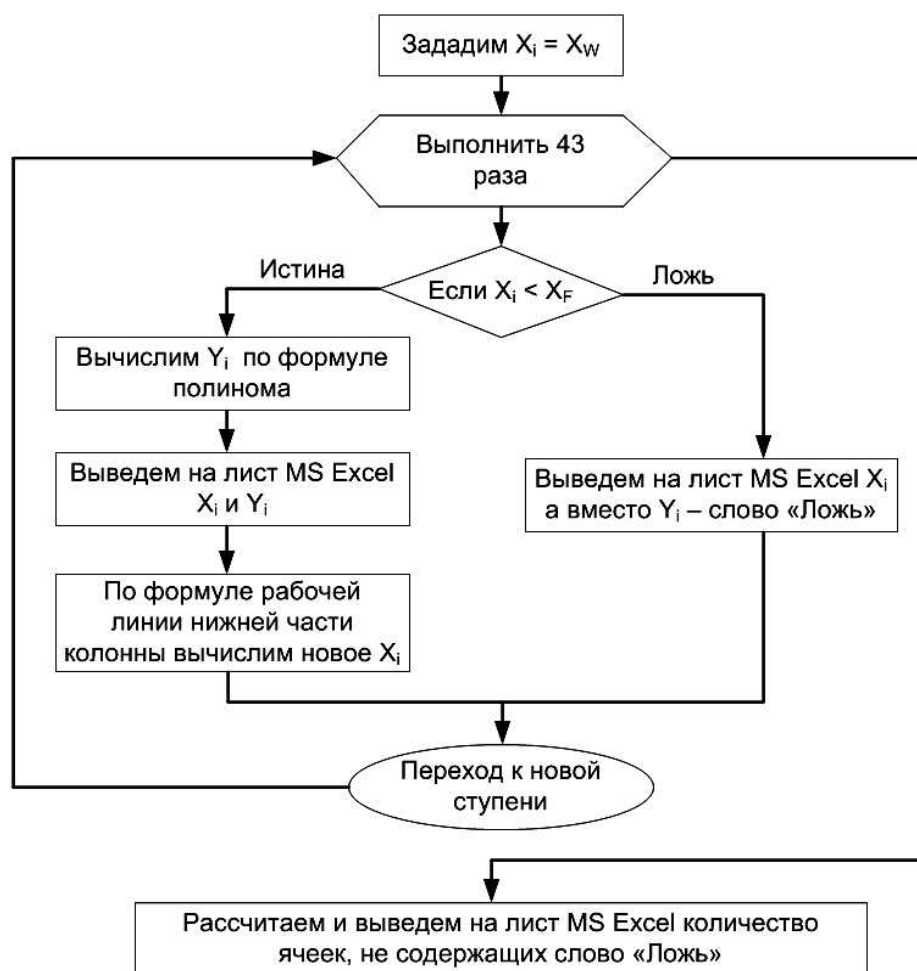 Зададим Xi = XW
Выполнить 43
раза
Если Xi < XF
Истина
Ложь
Вычислим Yi по формуле
полинома
Выведем на лист MS Excel
Xi и Yi
По формуле рабочей
линии нижней части
колонны вычислим новое Xi
Выведем на лист MS Excel Xi
а вместо Yi – слово «Ложь»
Переход к новой
ступени
Рассчитаем и выведем на лист MS Excel количество
ячеек, не содержащих слово «Ложь»